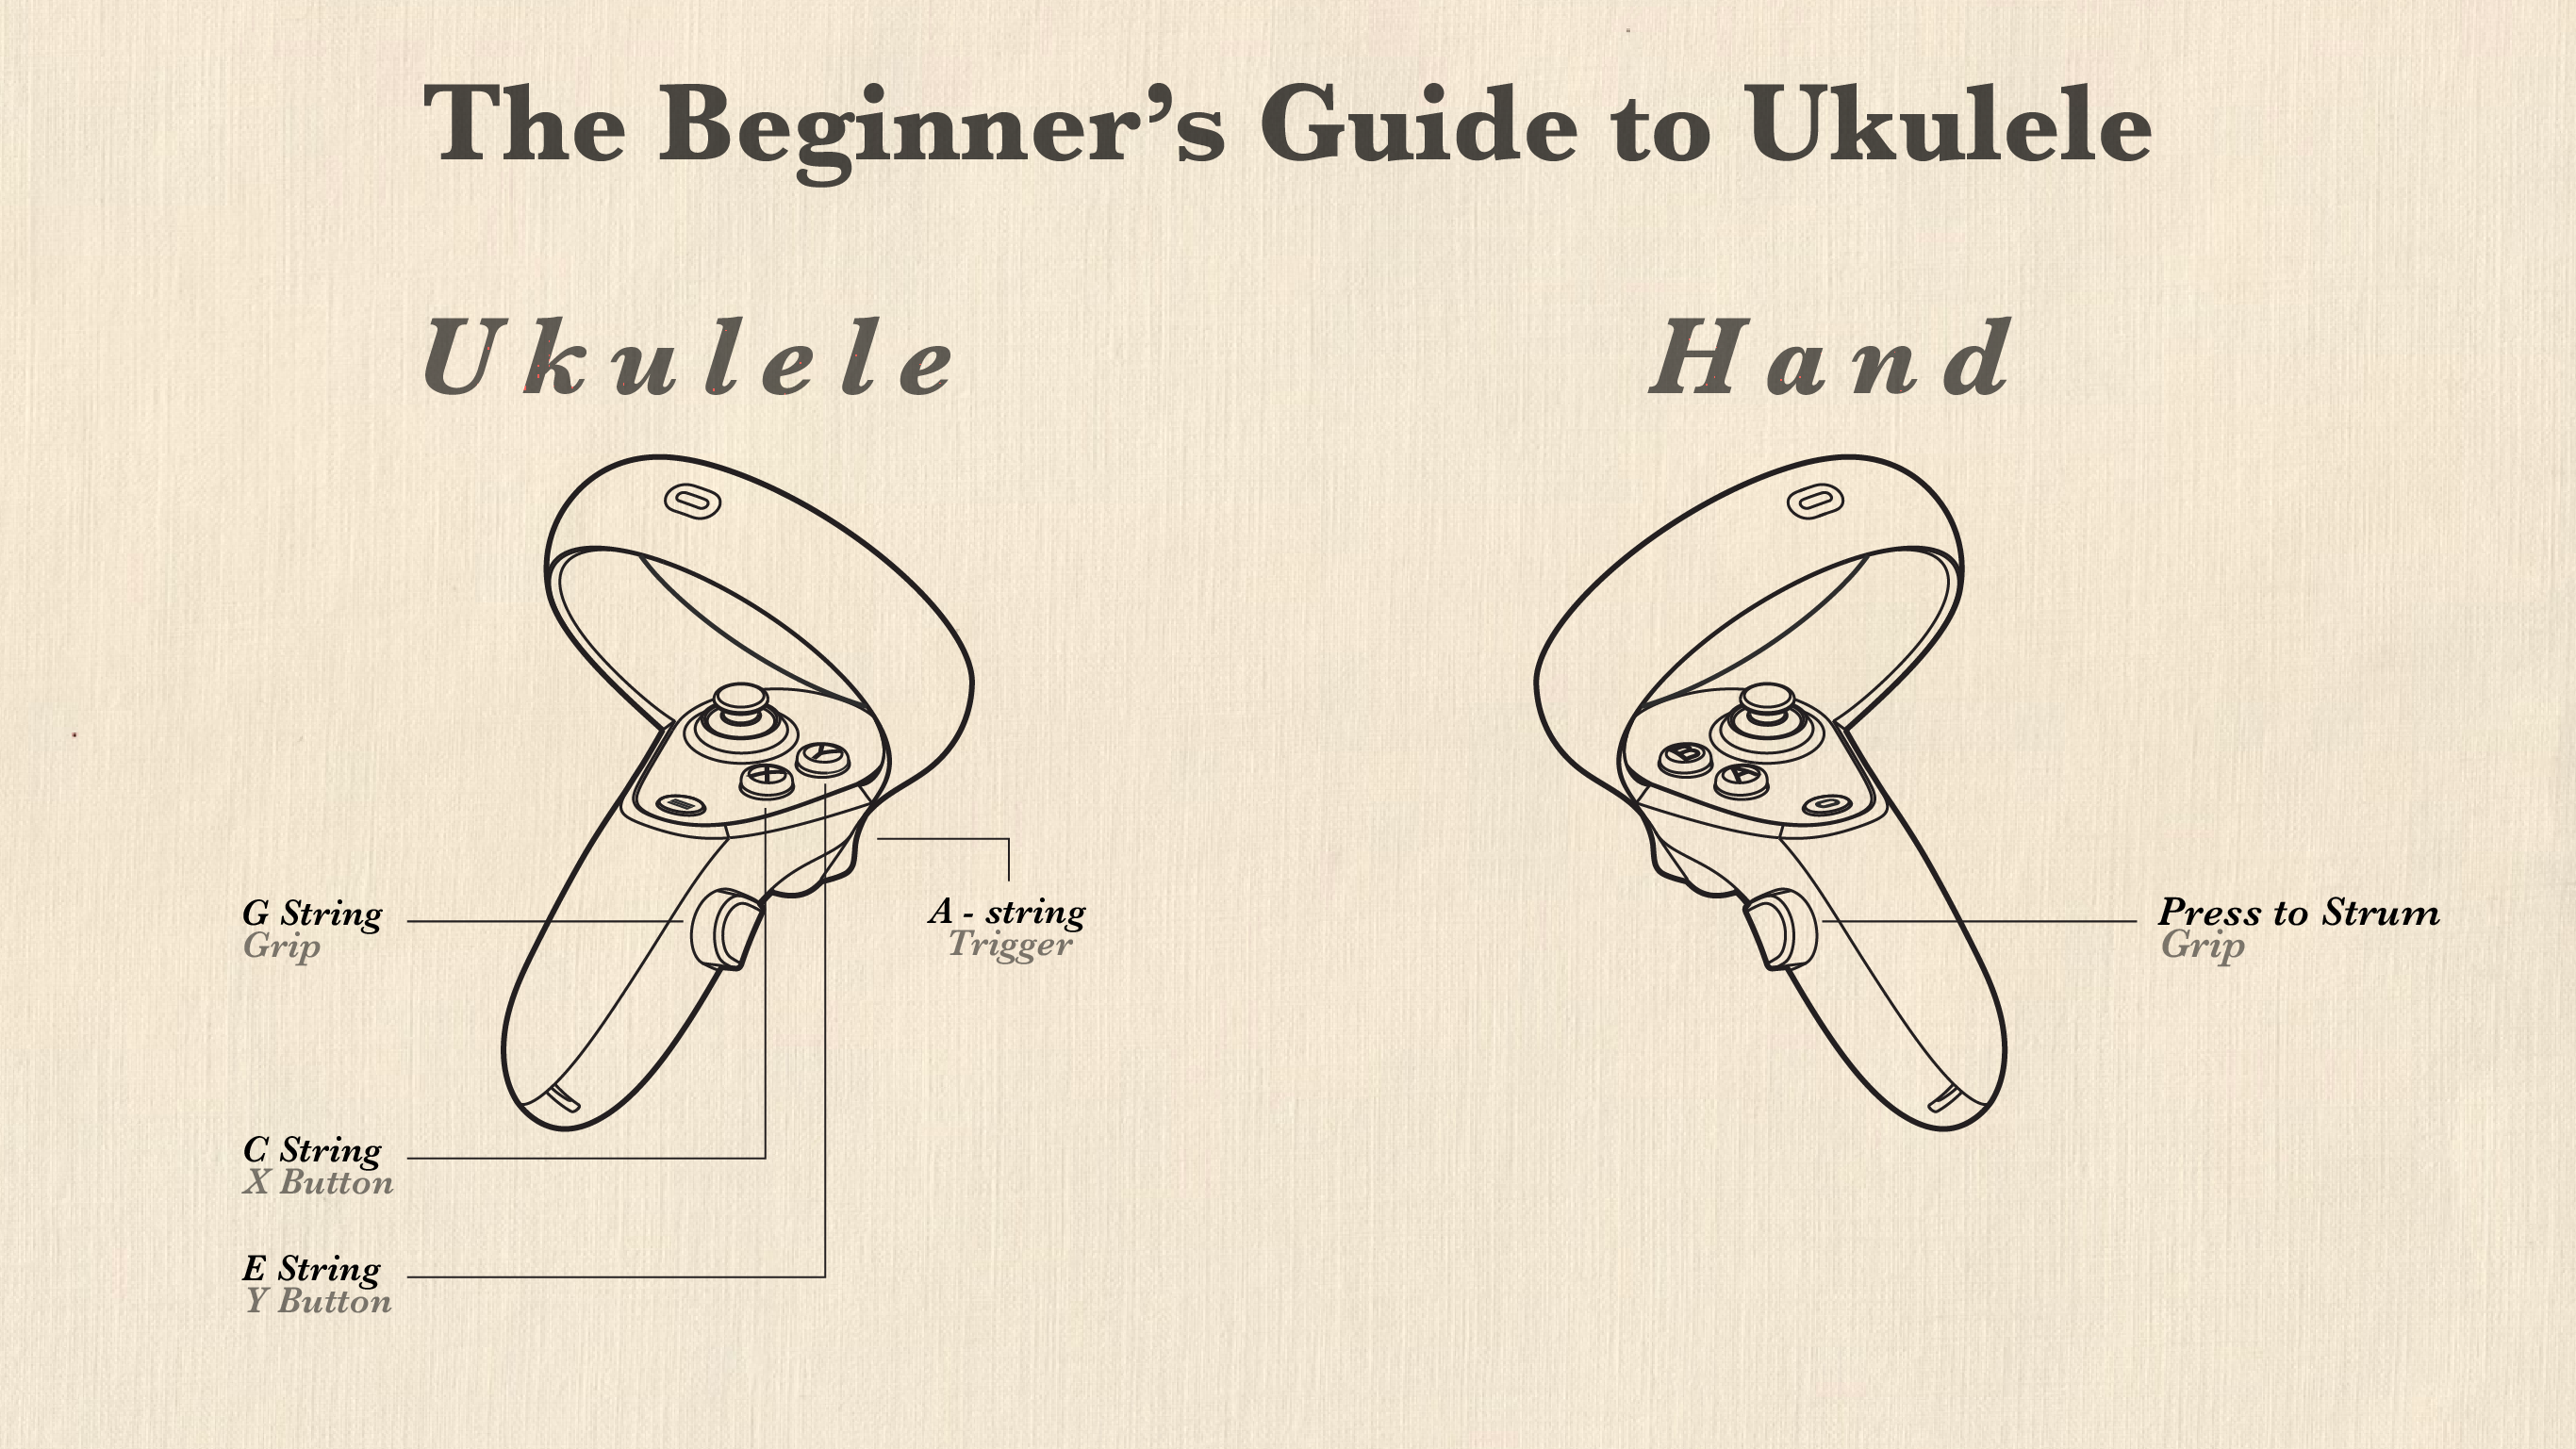 The Beginner’s Guide to Ukulele
Ukulele
Hand
Y
X
B
A
G String
Grip
A - string
Trigger
Press to Strum
Grip
C String
X Button
E String
Y Button